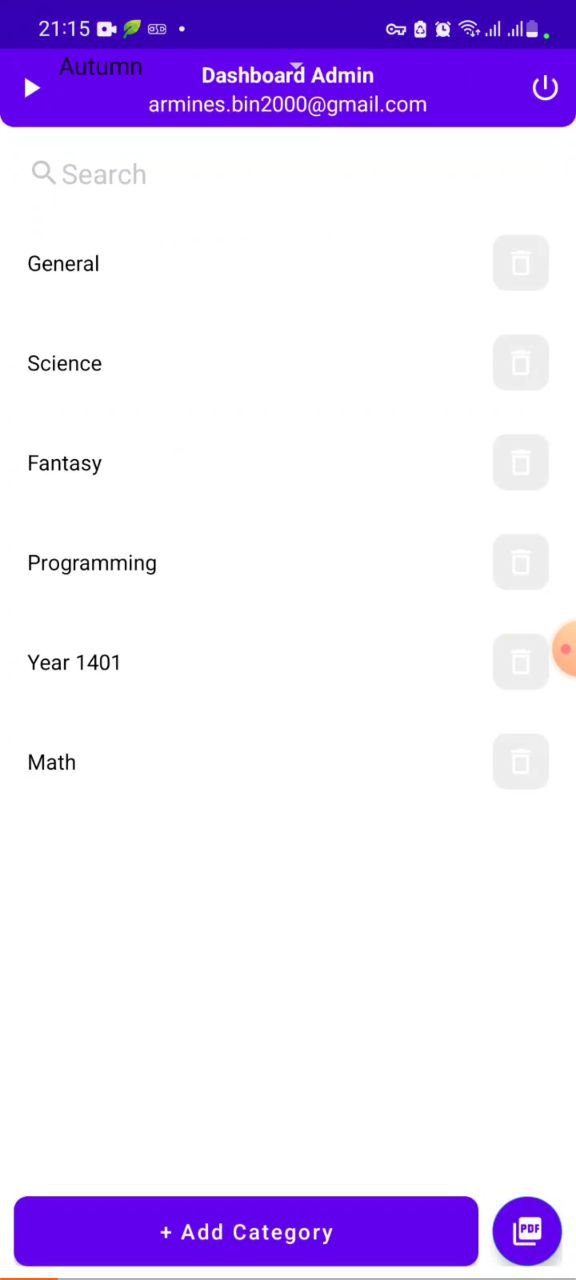 21:15
Autumn
Dashboard Admin
armines.bin2000@gmail.com
Search
General
Science
Fantasy
Programming
Year 1401
Math
+ Add Category
PDF